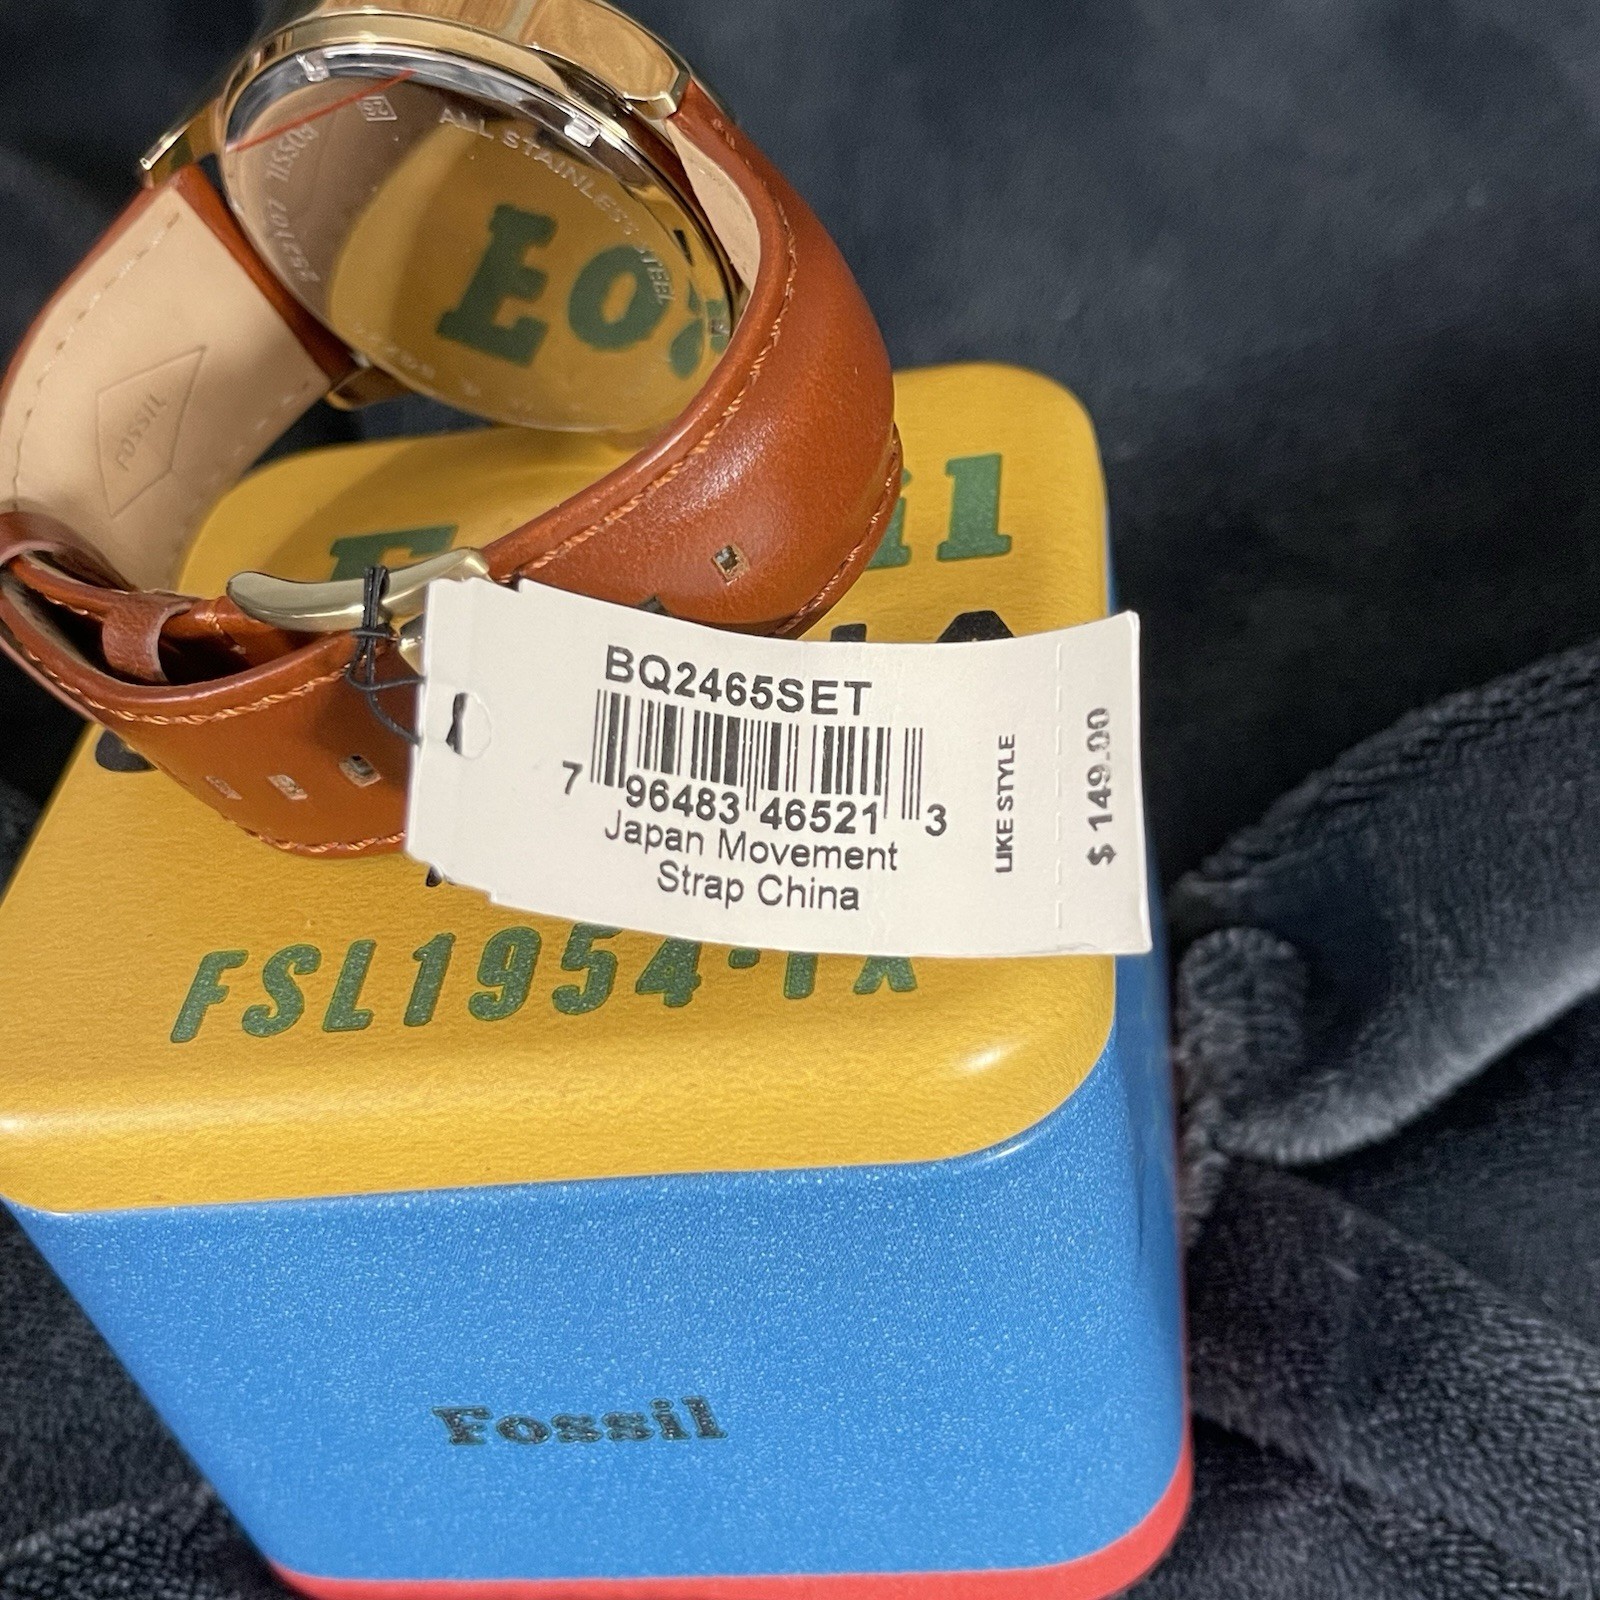 ALL STAINLESS STEEL
FOSSIL
FOSSIL
BQ2465SET
7 96483 46521 3
Japan Movement
Strap China
LIKE STYLE
$ 149.00
FSL1954-TX
Fossil